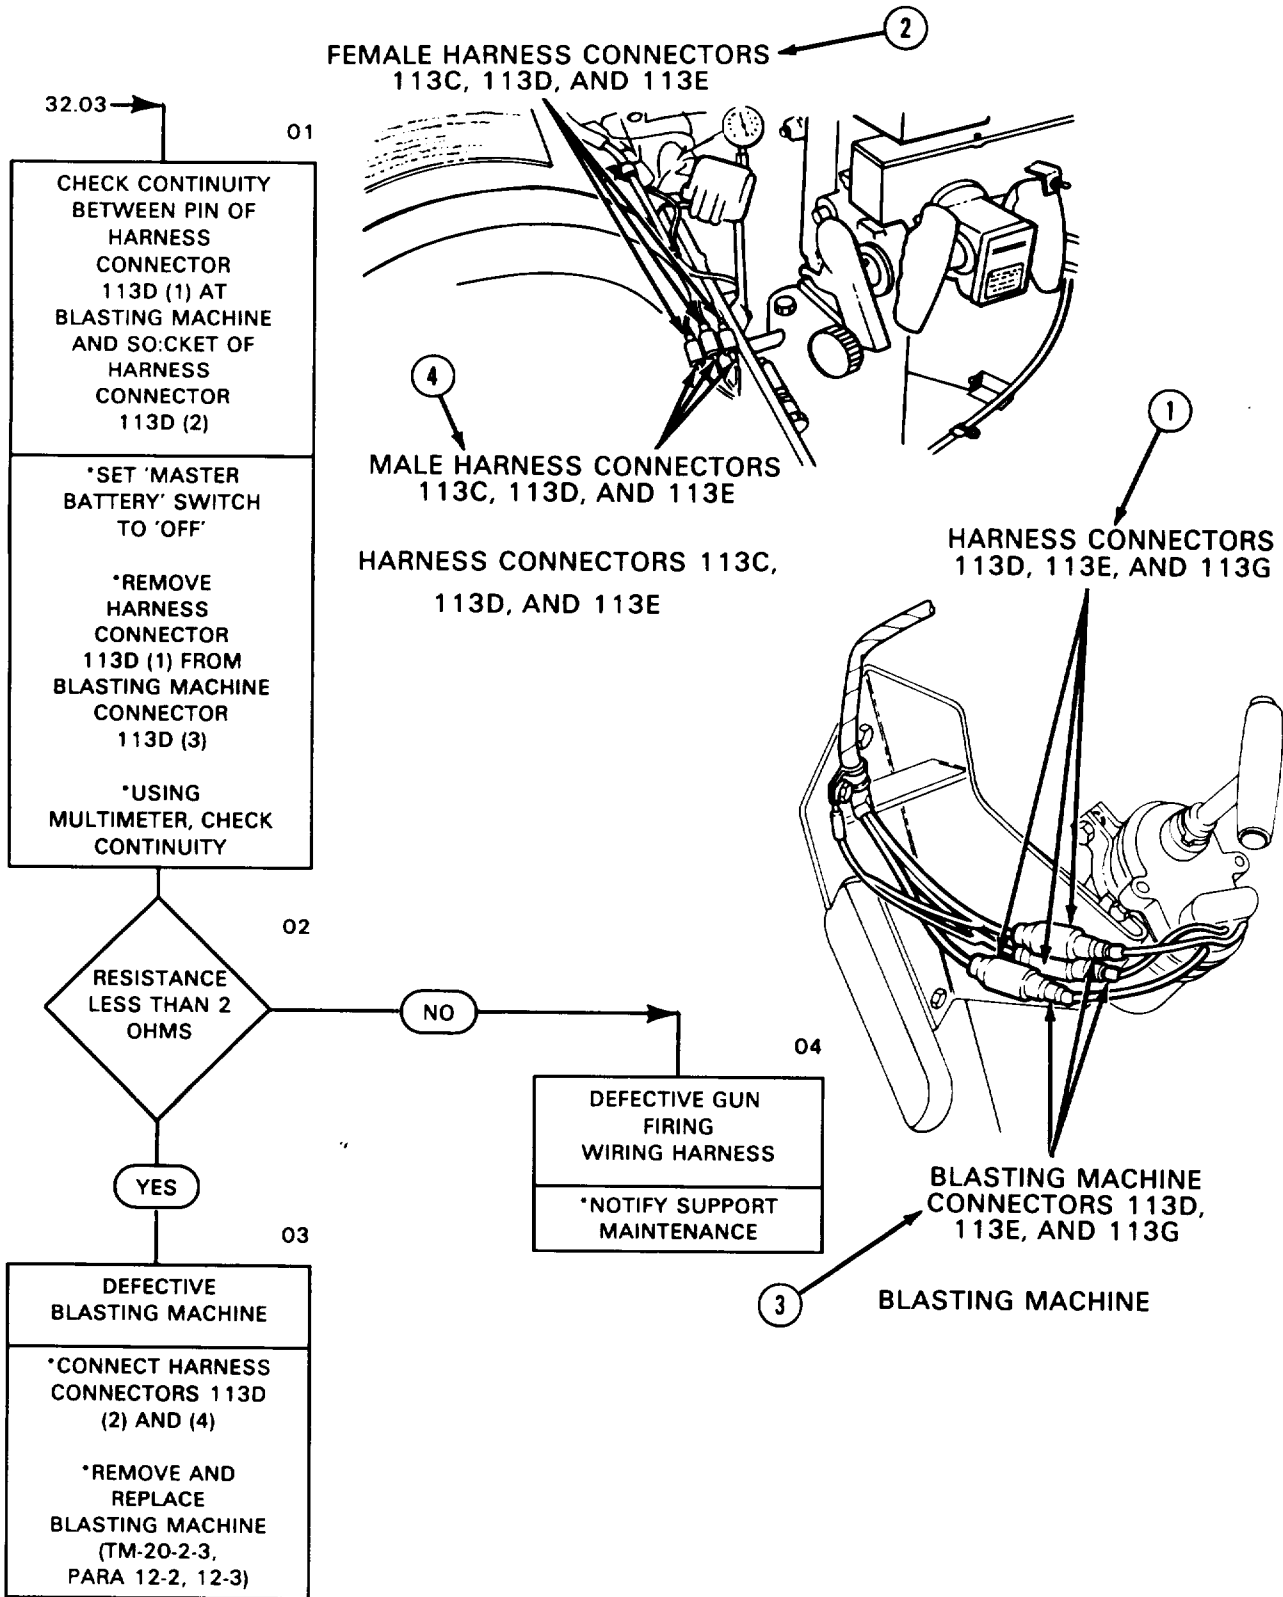 32.03
01
CHECK CONTINUITY
BETWEEN PIN OF
HARNESS
CONNECTOR
113D (1) AT
BLASTING MACHINE
AND SO:CKET OF
HARNESS
CONNECTOR
113D (2)
*SET 'MASTER
BATTERY' SWITCH
TO 'OFF'
*REMOVE
HARNESS
CONNECTOR
113D (1) FROM
BLASTING MACHINE
CONNECTOR
113D (3)
*USING
MULTIMETER, CHECK
CONTINUITY
02
RESISTANCE
LESS THAN 2
OHMS
NO
YES
03
DEFECTIVE
BLASTING MACHINE
*CONNECT HARNESS
CONNECTORS 113D
(2) AND (4)
*REMOVE AND
REPLACE
BLASTING MACHINE
(TM-20-2-3,
PARA 12-2, 12-3)
04
DEFECTIVE GUN
FIRING
WIRING HARNESS
*NOTIFY SUPPORT
MAINTENANCE
2
FEMALE HARNESS CONNECTORS
113C, 113D, AND 113E
4
MALE HARNESS CONNECTORS
113C, 113D, AND 113E
HARNESS CONNECTORS 113C,
113D, AND 113E
1
HARNESS CONNECTORS
113D, 113E, AND 113G
BLASTING MACHINE
CONNECTORS 113D,
113E, AND 113G
3
BLASTING MACHINE